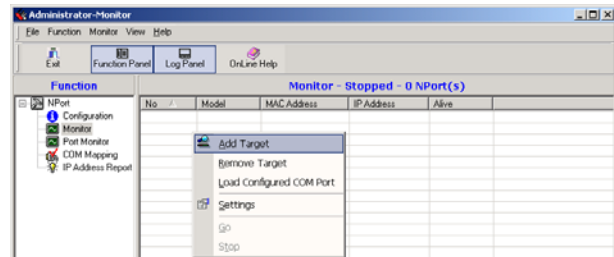 Administrator-Monitor
File Function Monitor View Help
Exit Function Panel Log Panel OnLine Help
Function
Monitor - Stopped - 0 NPort(s)
NPort
Configuration
Monitor
Port Monitor
COM Mapping
IP Address Report
No Model MAC Address IP Address Alive
Add Target
Remove Target
Load Configured COM Port
Settings
Go
Stop